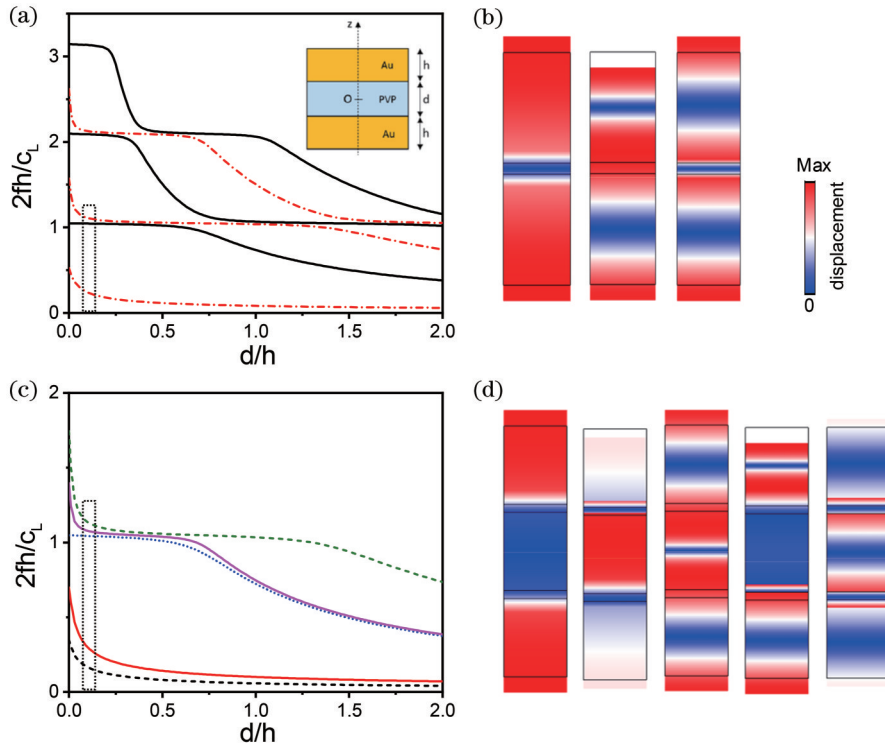 (a)
3
2
1
0
0.0
0.5
1.0
1.5
2.0
2fh/c_L
d/h
z
Au
h
O
PVP
d
Au
h
(b)
Max
displacement
0
(c)
2
1
0
0.0
0.5
1.0
1.5
2.0
2fh/c_L
d/h
(d)